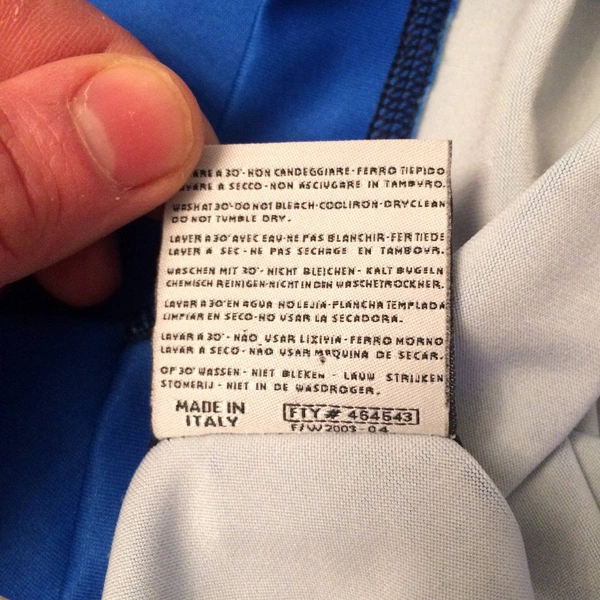 ARE A 30°-NON CANDEGGIARE-FERRO TIEPIDO
LAVARE A SECCO-NON ASCIUGARE IN TAMBURO.
WASH AT 30°-DO NOT BLEACH-COOL IRON-DRYCLEAN
DO NOT TUMBLE DRY.
LAVER A 30° AVEC EAU-NE PAS BLANCHIR-FER TIEDE
LAVER A SEC-NE PAS SECHAGE EN TAMBOUR.
WASCHEN MIT 30°-NICHT BLEICHEN-KALT BUGELN
CHEMISCH REINIGEN-NICHT IN DEN WASCHETROCKNER.
LAVAR A 30° EN AGUA NO LEJIA-PLANCHA TEMPLADA
LIMPIAR EN SECO-NO USAR LA SECADORA.
LAVAR A 30°-NÃO USAR LIXIVIA-FERRO MORNO
LAVAR A SECO-NÃO USAR MAQUINA DE SECAR.
OP 30° WASSEN-NIET BLEKEN-LAUW STRIJKEN
STOMERIJ-NIET IN DE WASDROGER.
MADE IN
ITALY
FTY # 464643
F/W 2003-04